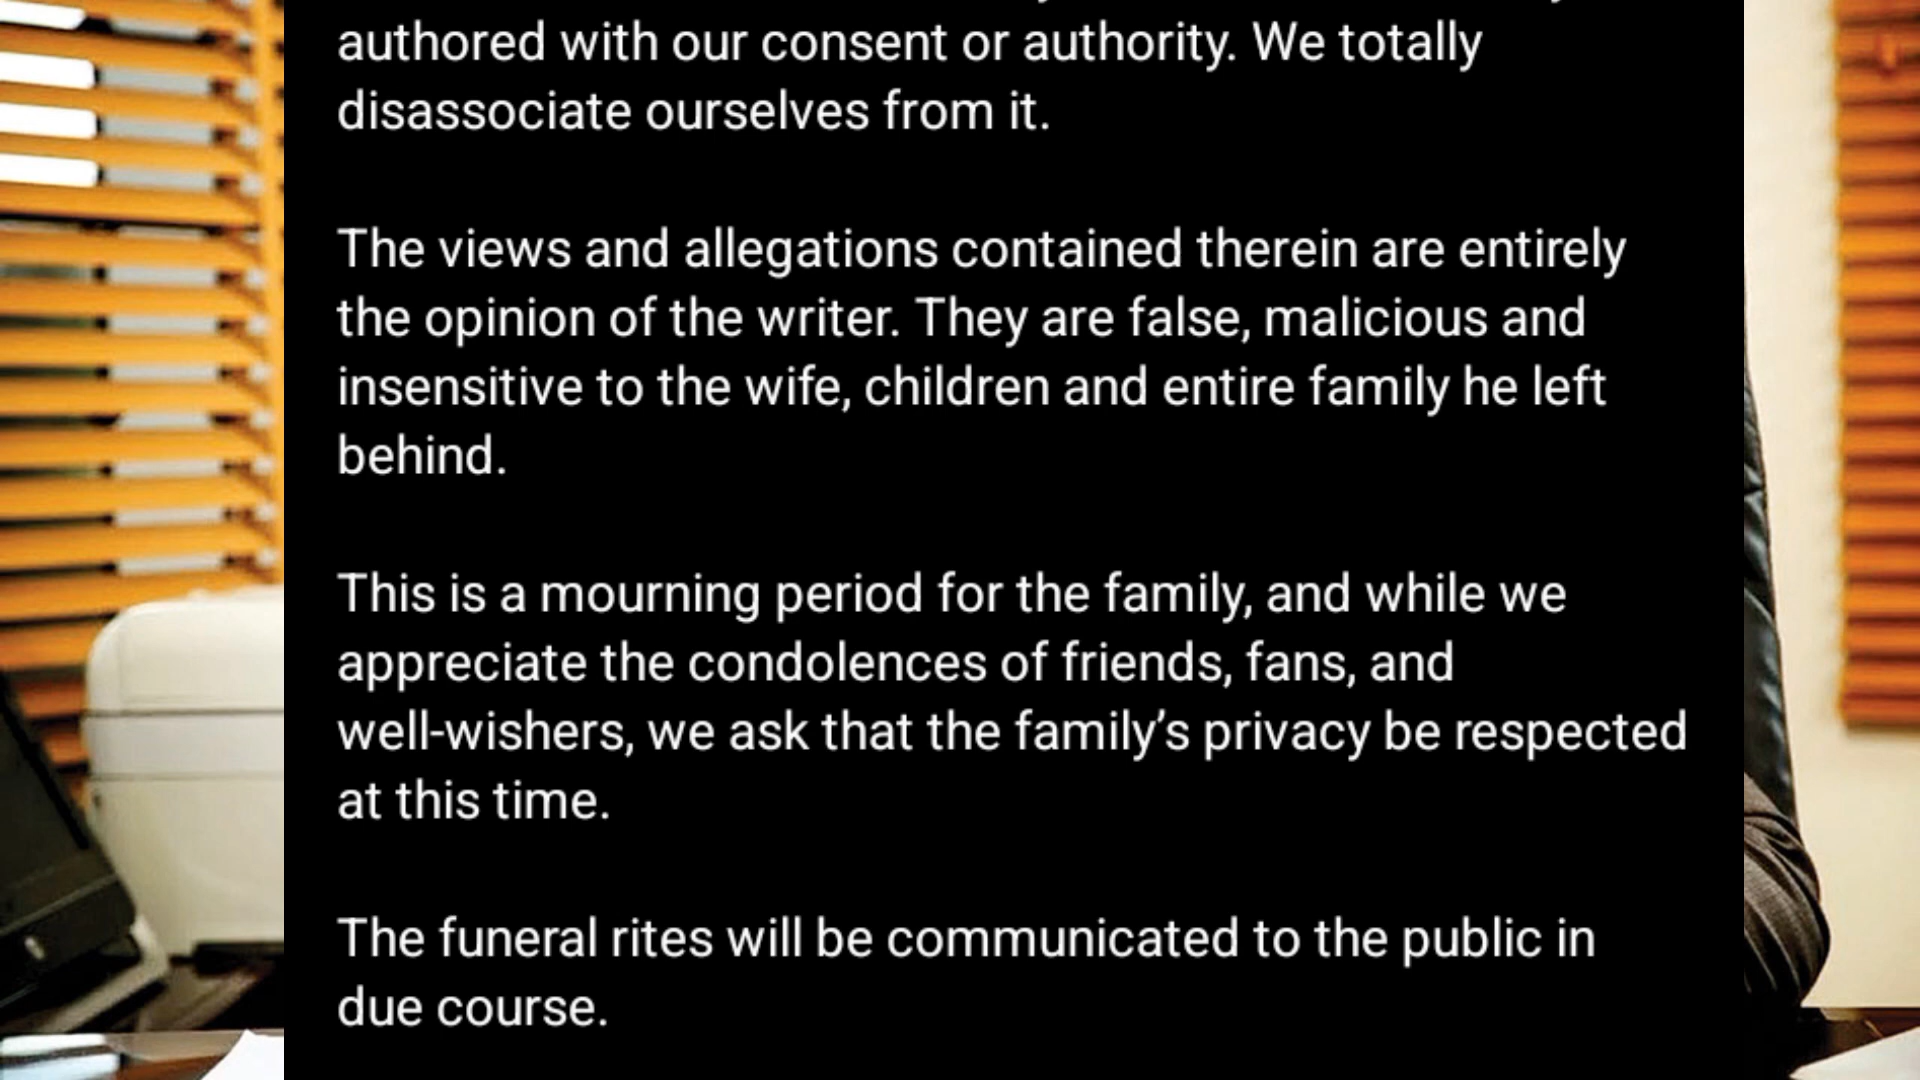 authored with our consent or authority. We totally
disassociate ourselves from it.
The views and allegations contained therein are entirely
the opinion of the writer. They are false, malicious and
insensitive to the wife, children and entire family he left
behind.
This is a mourning period for the family, and while we
appreciate the condolences of friends, fans, and
well-wishers, we ask that the family’s privacy be respected
at this time.
The funeral rites will be communicated to the public in
due course.